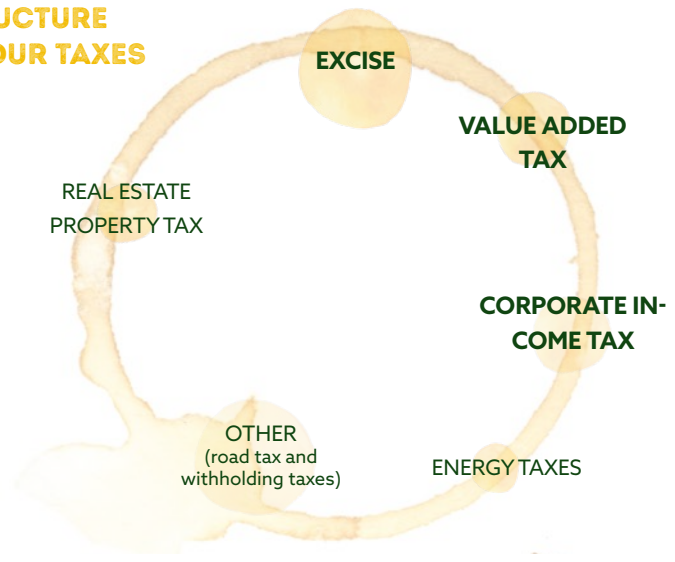 UCTURE
OUR TAXES
EXCISE
VALUE ADDED
TAX
REAL ESTATE
PROPERTY TAX
CORPORATE IN-
COME TAX
OTHER
(road tax and
withholding taxes)
ENERGY TAXES